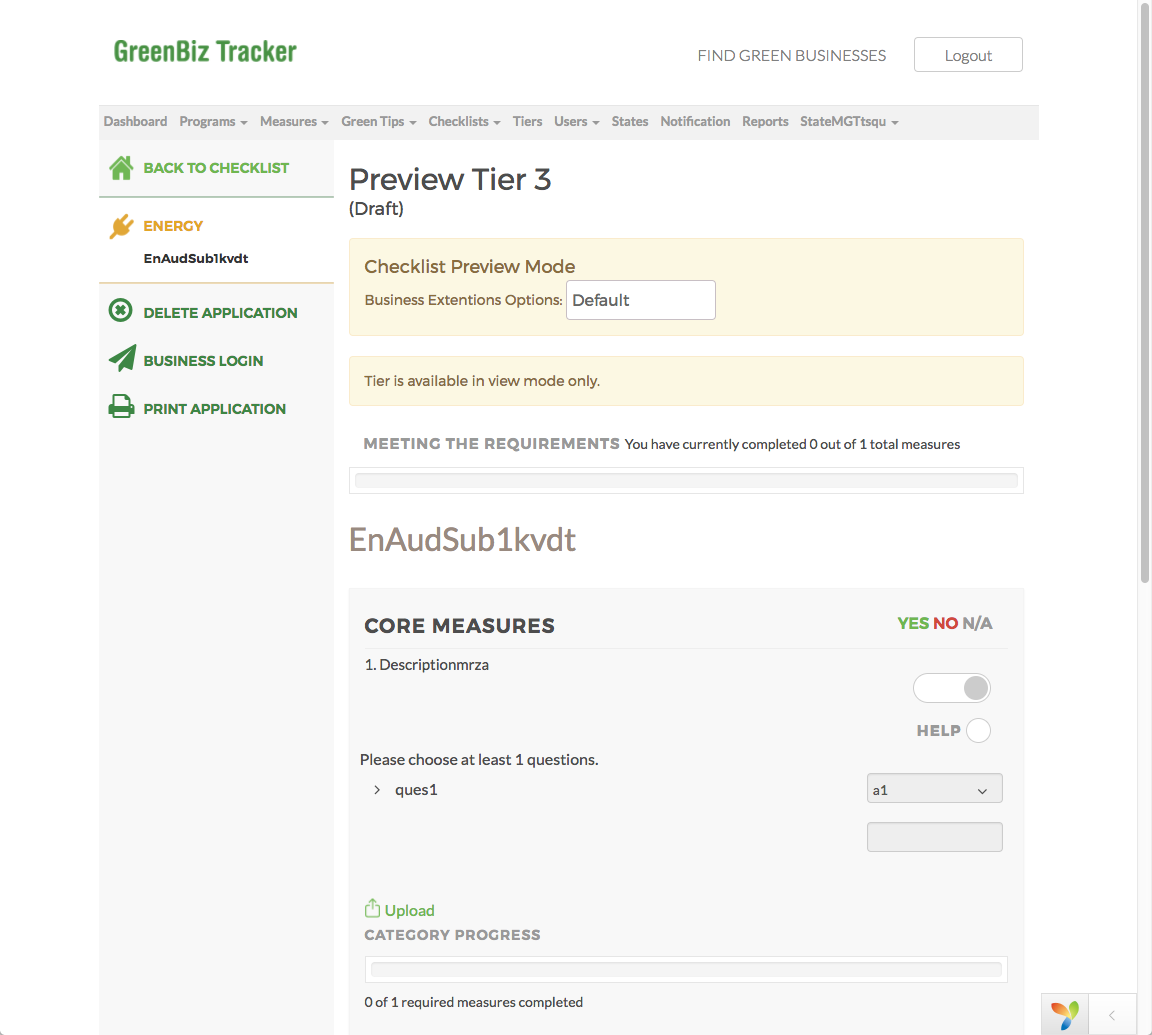 GreenBiz Tracker
FIND GREEN BUSINESSES
Logout
Dashboard Programs Measures Green Tips Checklists Tiers Users States Notification Reports StateMGTtsqu
BACK TO CHECKLIST
ENERGY
EnAudSub1kvdt
DELETE APPLICATION
BUSINESS LOGIN
PRINT APPLICATION
Preview Tier 3
(Draft)
Checklist Preview Mode
Business Extentions Options: Default
Tier is available in view mode only.
MEETING THE REQUIREMENTS You have currently completed 0 out of 1 total measures
EnAudSub1kvdt
CORE MEASURES YES NO N/A
1. Descriptionmrza
HELP
Please choose at least 1 questions.
ques1 a1
Upload
CATEGORY PROGRESS
0 of 1 required measures completed